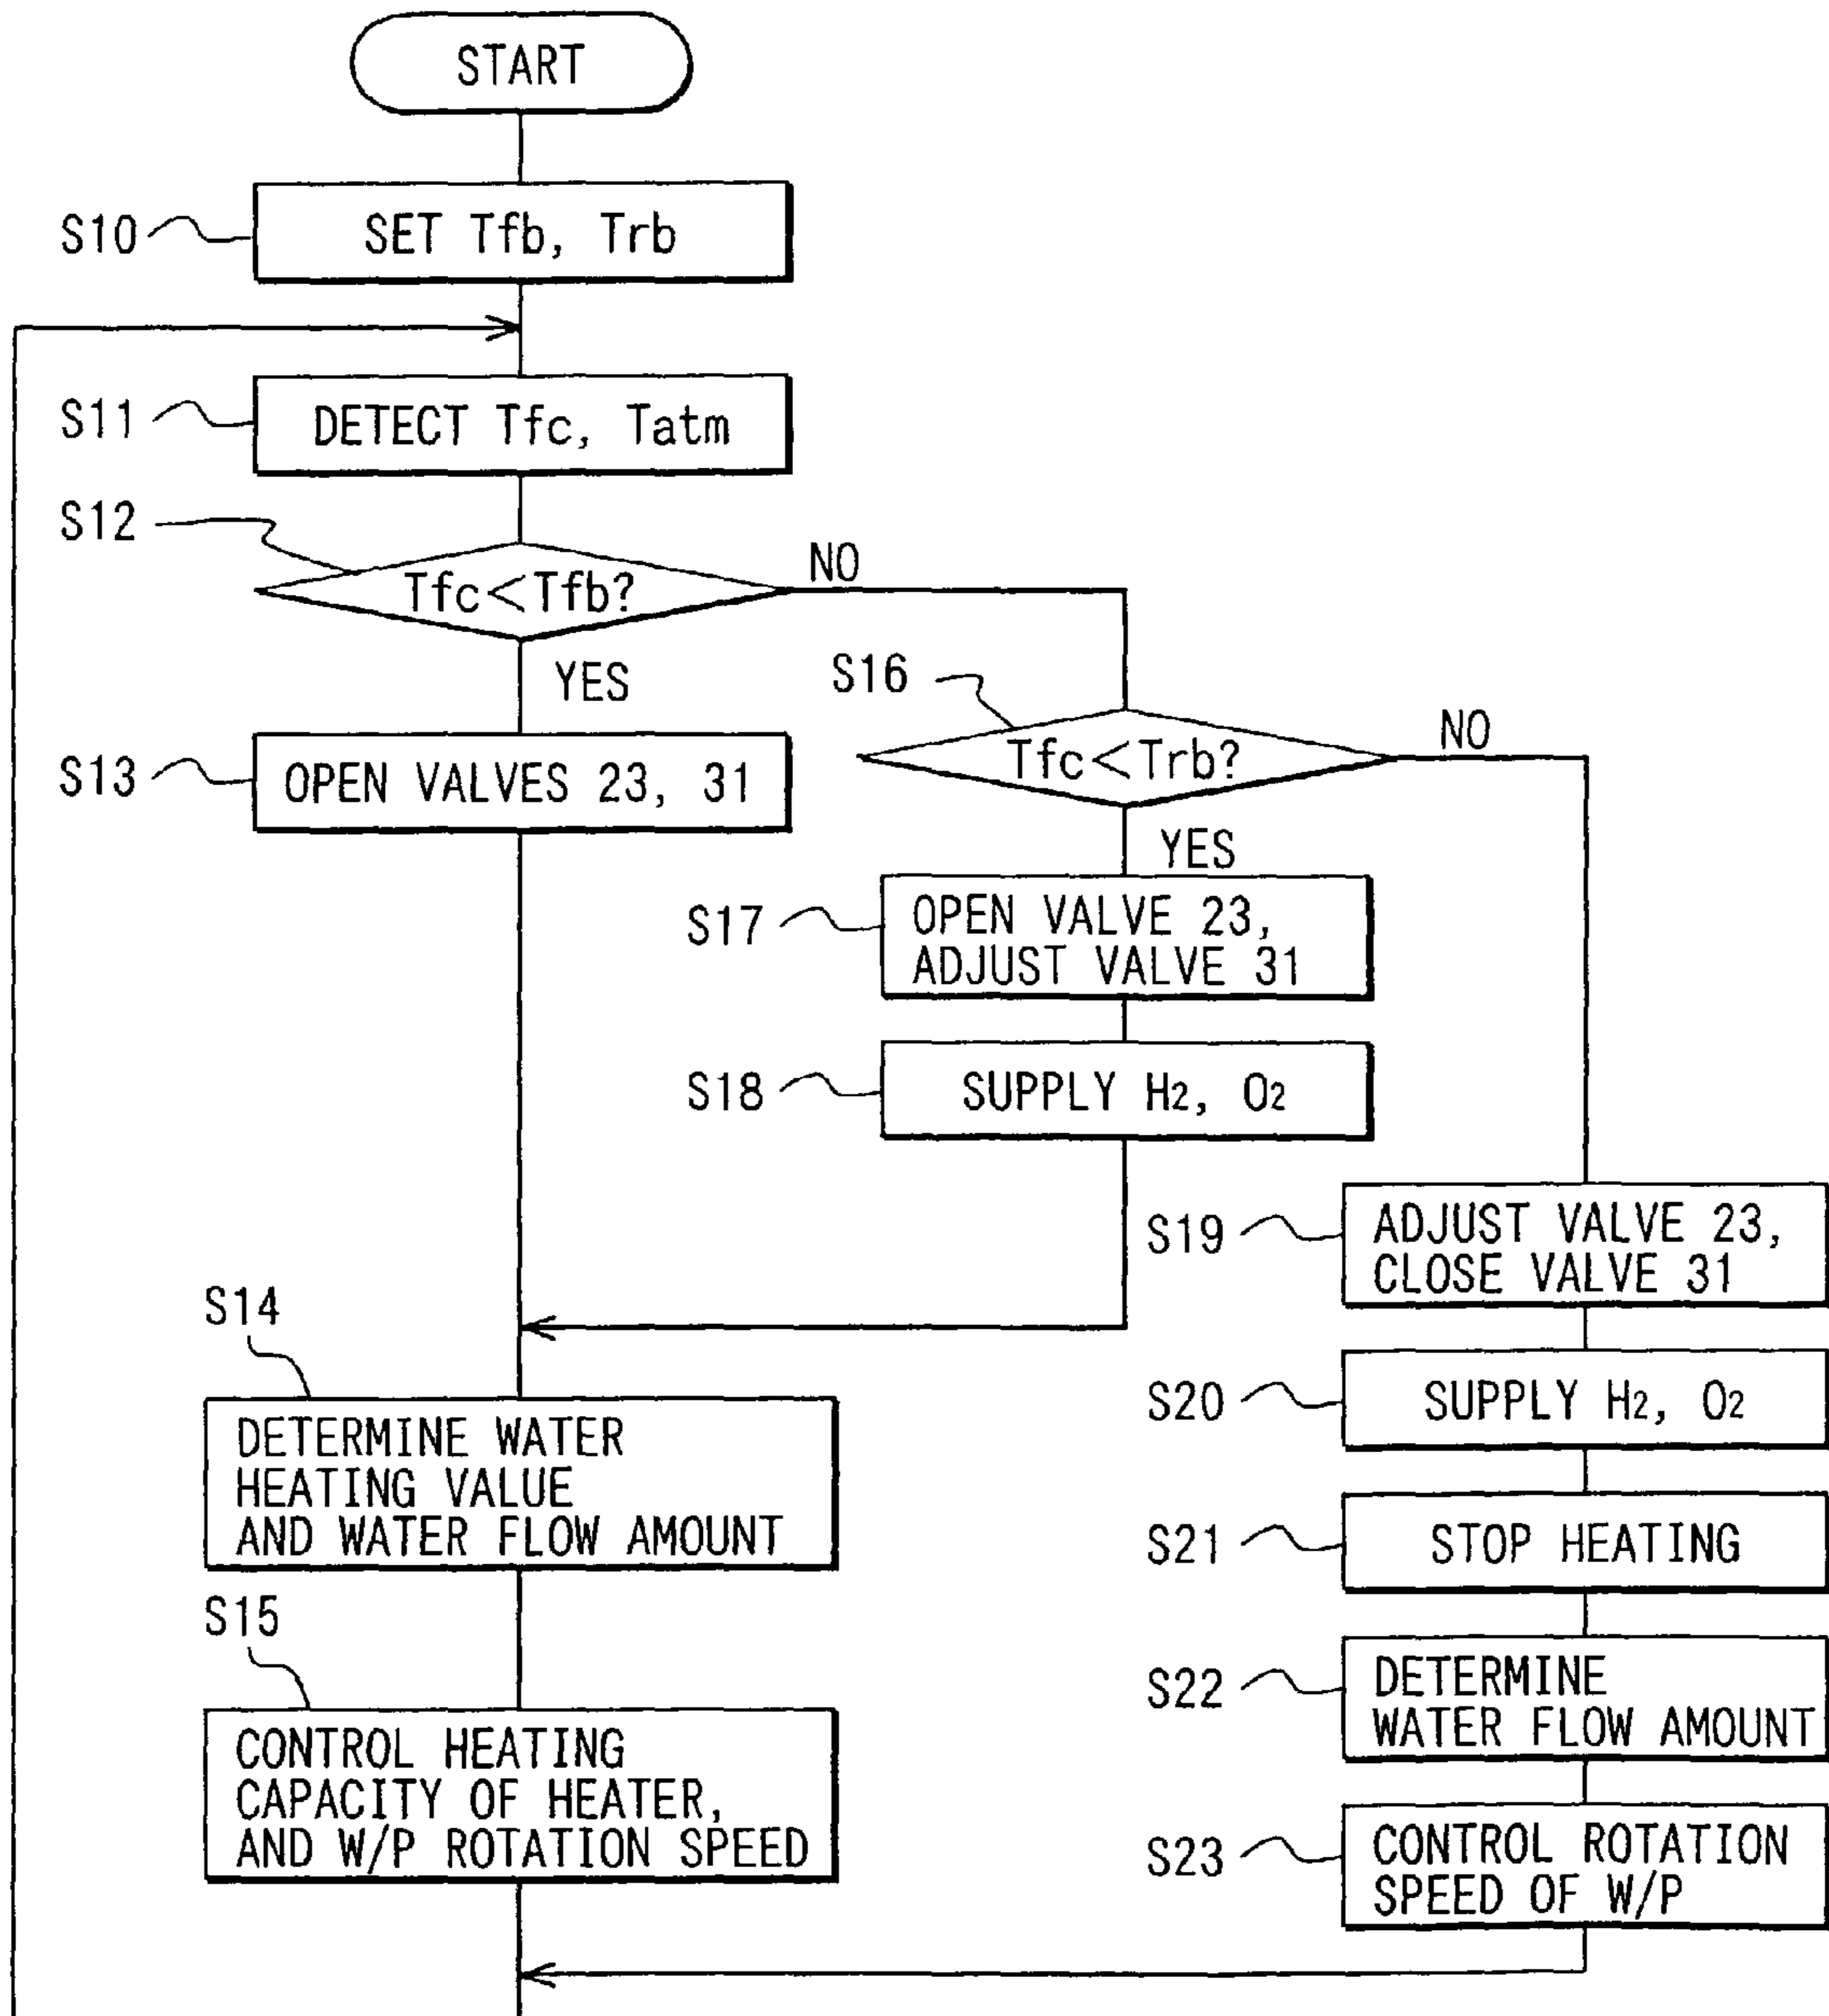 START
S10
SET Tfb, Trb
S11
DETECT Tfc, Tatm
S12
Tfc<Tfb?
NO
YES
S13
OPEN VALVES 23, 31
S16
Tfc<Trb?
NO
YES
S17
OPEN VALVE 23,
ADJUST VALVE 31
S18
SUPPLY H2, O2
S19
ADJUST VALVE 23,
CLOSE VALVE 31
S14
DETERMINE WATER
HEATING VALUE
AND WATER FLOW AMOUNT
S20
SUPPLY H2, O2
S21
STOP HEATING
S15
CONTROL HEATING
CAPACITY OF HEATER,
AND W/P ROTATION SPEED
S22
DETERMINE
WATER FLOW AMOUNT
S23
CONTROL ROTATION
SPEED OF W/P